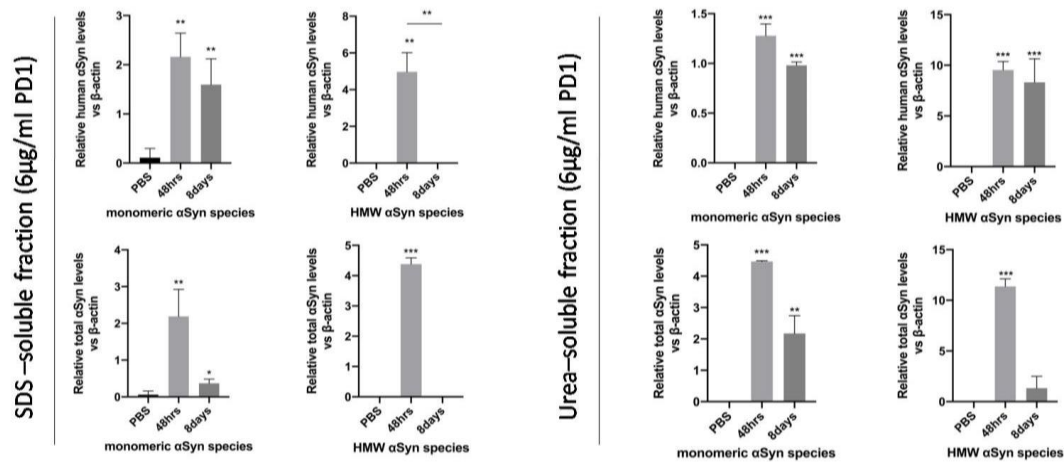 SDS –soluble fraction (6μg/ml PD1)
Relative human αSyn levels
vs β-actin
3
2
1
0
**
**
PBS
48hrs
8days
monomeric αSyn species
Relative human αSyn levels
vs β-actin
8
6
4
2
0
**
**
PBS
48hrs
8days
HMW αSyn species
Relative total αSyn levels
vs β-actin
4
3
2
1
0
**
*
PBS
48hrs
8days
monomeric αSyn species
Relative total αSyn levels
vs β-actin
5
4
3
2
1
0
***
PBS
48hrs
8days
HMW αSyn species
Urea–soluble fraction (6μg/ml PD1)
Relative human αSyn levels
vs β-actin
1.5
1.0
0.5
0.0
***
***
PBS
48hrs
8days
monomeric αSyn species
Relative human αSyn levels
vs β-actin
15
10
5
0
***
***
PBS
48hrs
8days
HMW αSyn species
Relative total αSyn levels
vs β-actin
5
4
3
2
1
0
***
**
PBS
48hrs
8days
monomeric αSyn species
Relative total αSyn levels
vs β-actin
15
10
5
0
***
PBS
48hrs
8days
HMW αSyn species